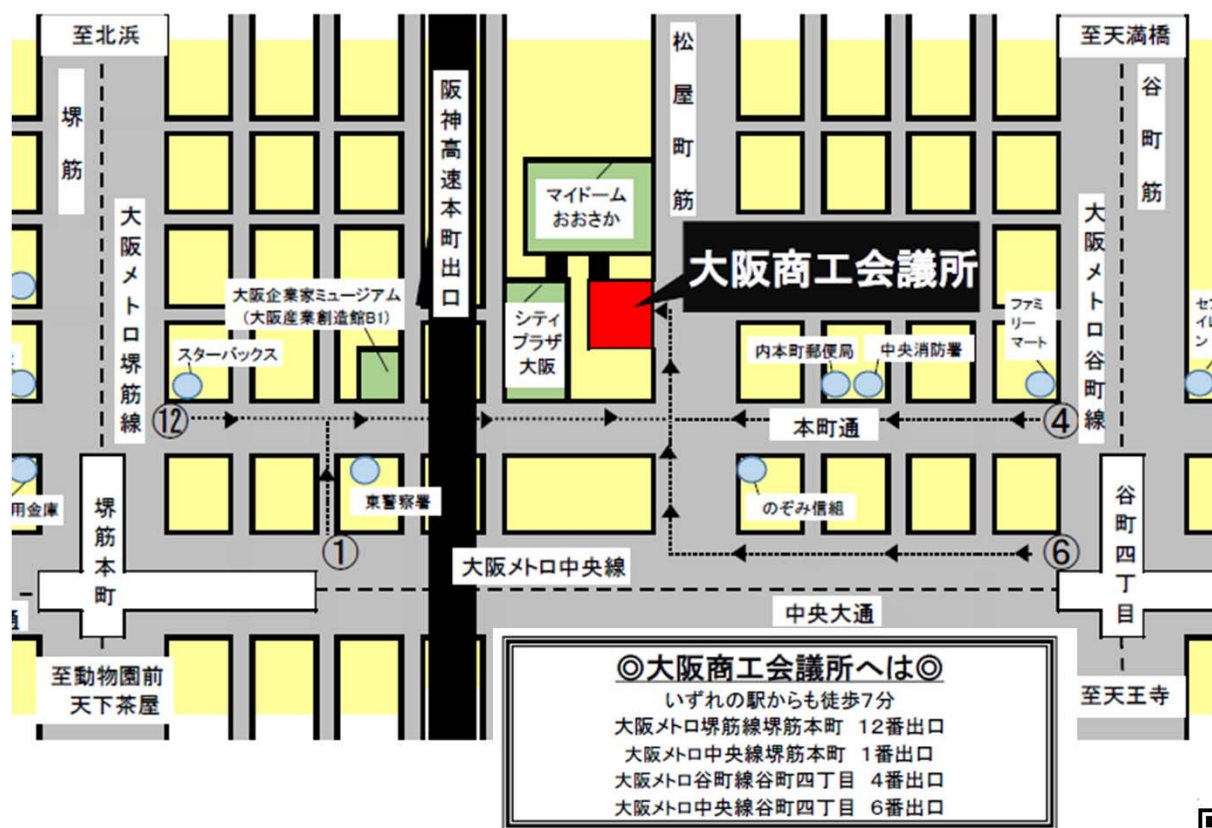 至北浜
至天満橋
堺筋
阪神高速本町出口
松屋町筋
谷町筋
マイドーム
おおさか
大阪メトロ堺筋線
大阪メトロ谷町線
大阪商工会議所
大阪企業家ミュージアム
(大阪産業創造館B1)
シティ
プラザ
大阪
スターバックス
内本町郵便局
中央消防署
ファミ
リー
マート
⑫
本町通
④
用金庫
堺筋本町
東警察署
のぞみ信組
谷町四丁目
①
⑥
大阪メトロ中央線
中央大通
通
至動物園前
天下茶屋
至天王寺
◎大阪商工会議所へは◎
いずれの駅からも徒歩7分
大阪メトロ堺筋線堺筋本町 12番出口
大阪メトロ中央線堺筋本町 1番出口
大阪メトロ谷町線谷町四丁目 4番出口
大阪メトロ中央線谷町四丁目 6番出口